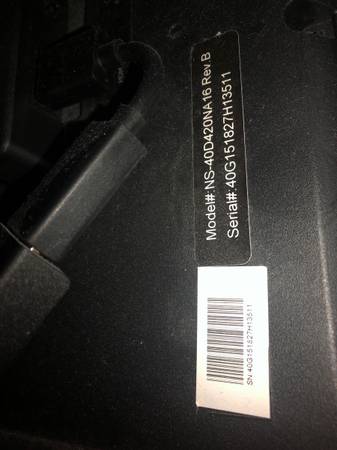 Model#:NS-40D420NA16 Rev.B
Serial#:40G151827H13511
SN 40G151827H13511